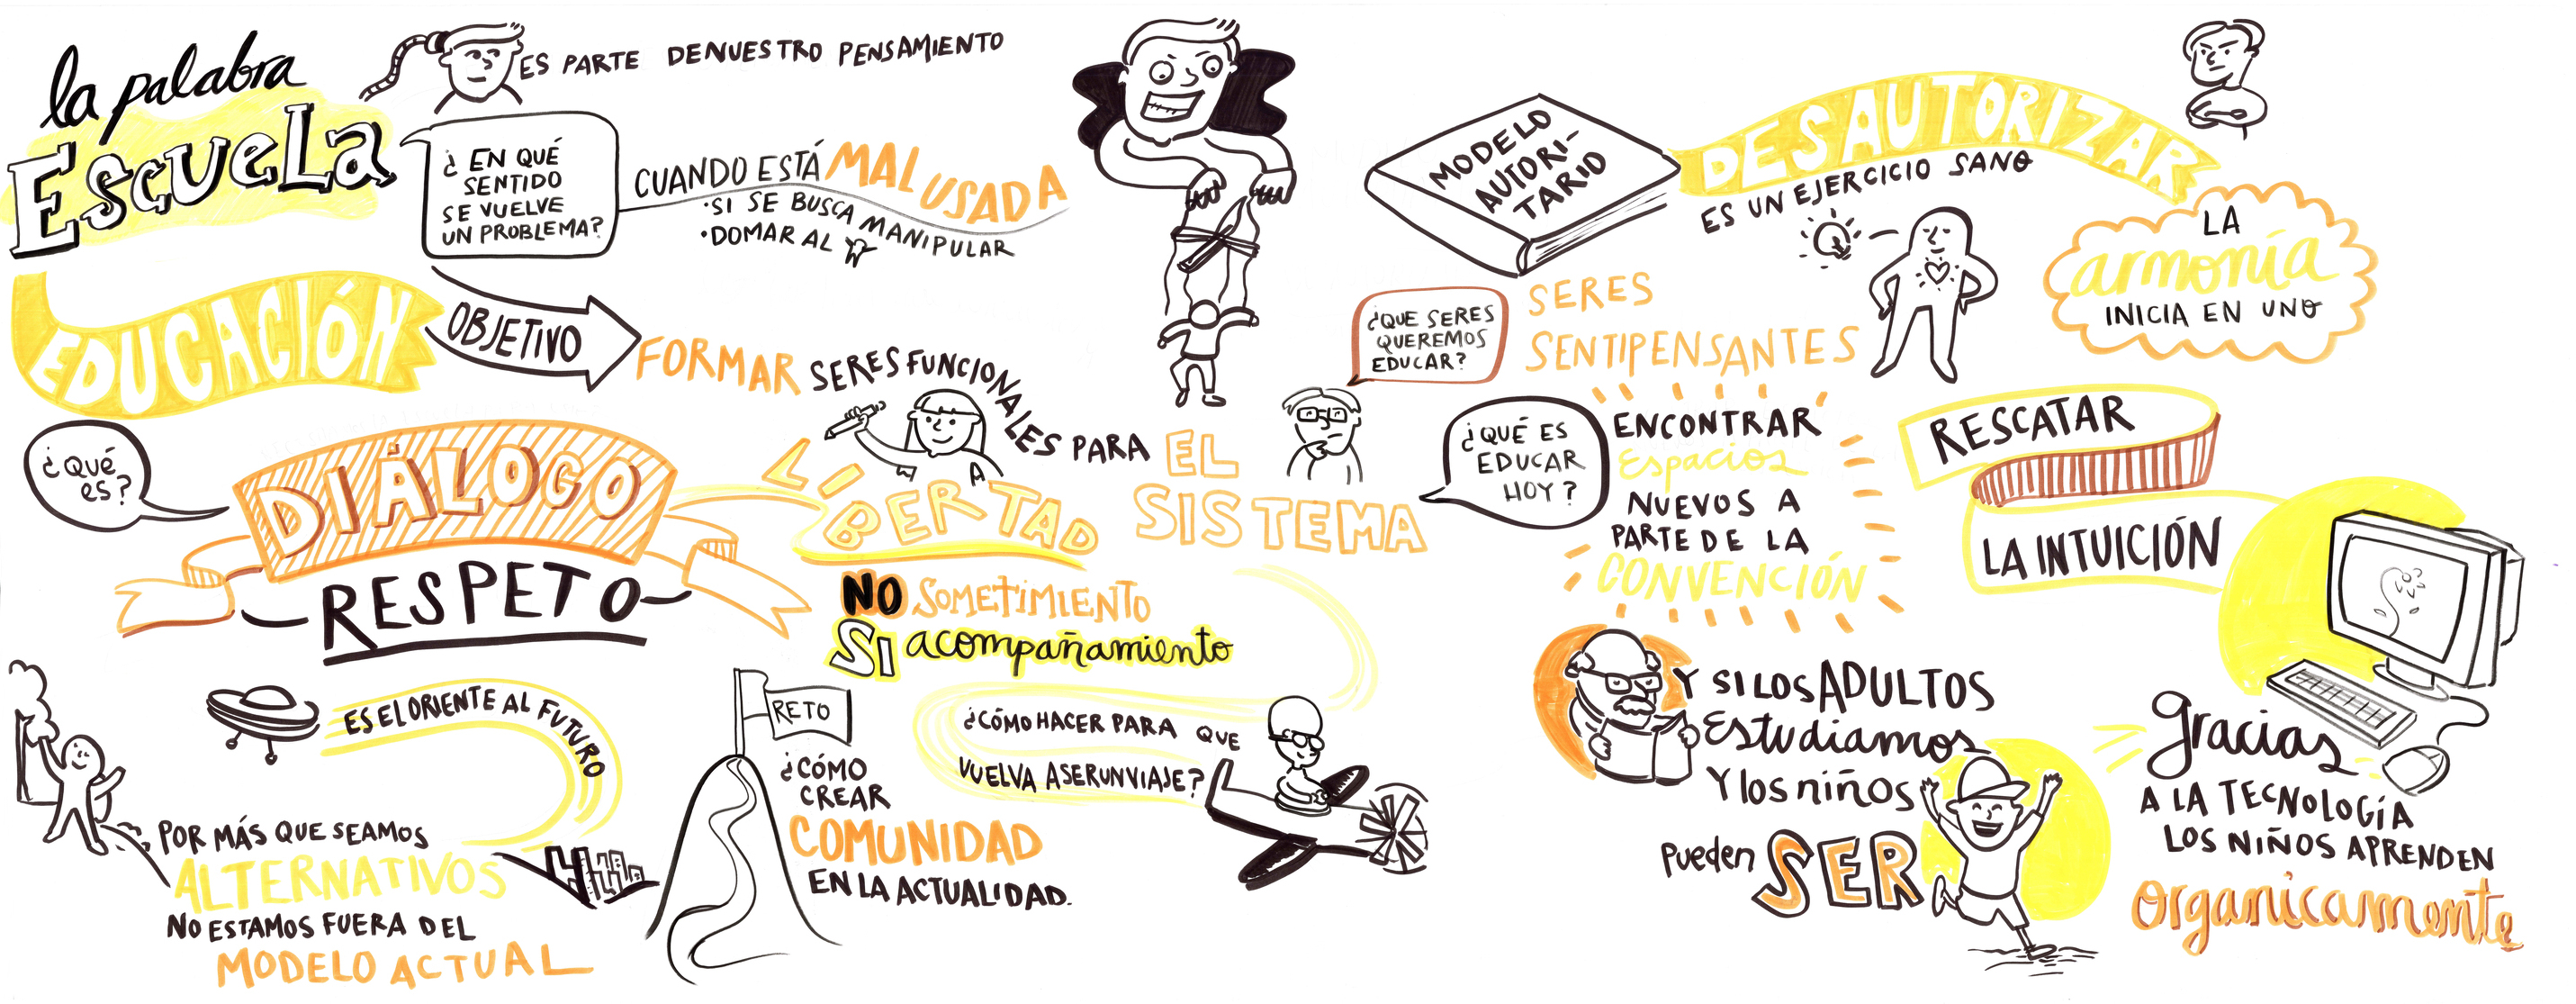 la palabra
ESCUELA
ES PARTE DE NUESTRO PENSAMIENTO
¿EN QUÉ
SENTIDO
SE VUELVE
UN PROBLEMA?
CUANDO ESTÁ MAL USADA
·SI SE BUSCA MANIPULAR
·DOMAR AL
EDUCACIÓN
OBJETIVO
FORMAR SERES FUNCIONALES PARA EL
SISTEMA
¿Qué
es?
DIÁLOGO
RESPETO
LIBERTAD
NO SOMETIMIENTO
SI acompañamiento
ES EL ORIENTE AL FUTURO
POR MÁS QUE SEAMOS
ALTERNATIVOS
NO ESTAMOS FUERA DEL
MODELO ACTUAL
RETO
¿CÓMO
CREAR
COMUNIDAD
EN LA ACTUALIDAD.
¿CÓMO HACER PARA QUE
VUELVA A SER UN VIAJE?
MODELO
AUTORI-
TARIO
DESAUTORIZAR
ES UN EJERCICIO SANO
LA
armonía
INICIA EN UNO
¿QUE SERES
QUEREMOS
EDUCAR?
SERES
SENTIPENSANTES
¿QUÉ ES
EDUCAR
HOY?
ENCONTRAR
Espacios
NUEVOS A
PARTE DE LA
CONVENCIÓN
RESCATAR
LA INTUICIÓN
Y SI LOS ADULTOS
Estudiamos
Y los niños
pueden SER
gracias
A LA TECNOLOGÍA
LOS NIÑOS APRENDEN
organicamente